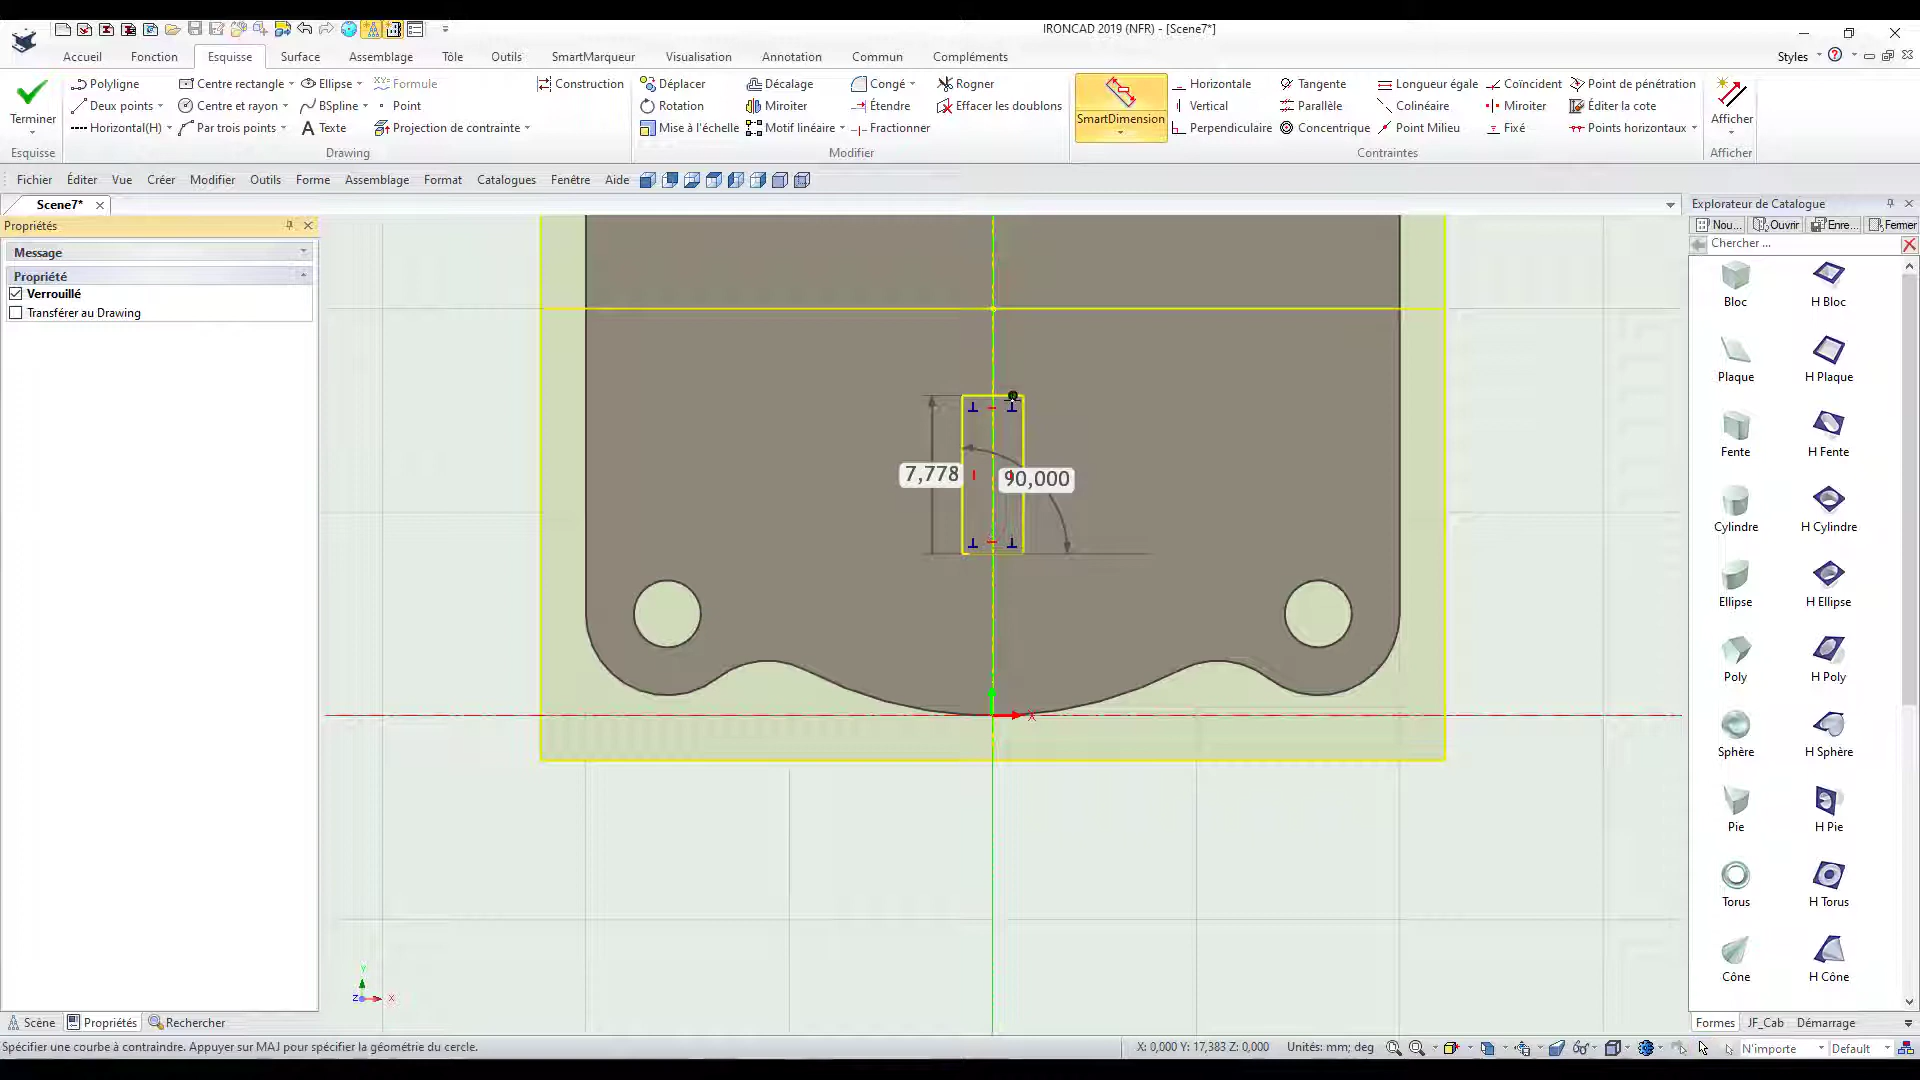 IRONCAD 2019 (NFR) - [Scene7*]
Accueil Fonction Esquisse Surface Assemblage Tôle Outils SmartMarqueur Visualisation Annotation Commun Compléments Styles
Terminer
Polyligne Centre rectangle Ellipse Formule Construction
Deux points Centre et rayon BSpline Point
Horizontal(H) Par trois points Texte Projection de contrainte
Déplacer Décalage Congé Rogner
Rotation Miroiter Étendre Effacer les doublons
Mise à l'échelle Motif linéaire Fractionner
SmartDimension
Horizontale Tangente Longueur égale Coïncident Point de pénétration
Vertical Parallèle Colinéaire Miroiter Éditer la cote
Perpendiculaire Concentrique Point Milieu Fixé Points horizontaux
Afficher
Esquisse Drawing Modifier Contraintes Afficher
Fichier Éditer Vue Créer Modifier Outils Forme Assemblage Format Catalogues Fenêtre Aide
Scene7*
Propriétés
Message
Propriété
Verrouillé
Transférer au Drawing
7,778
90,000
X
Y
Z
X
Explorateur de Catalogue
Nou... Ouvrir Enre... Fermer
Chercher ...
Bloc H Bloc
Plaque H Plaque
Fente H Fente
Cylindre H Cylindre
Ellipse H Ellipse
Poly H Poly
Sphère H Sphère
Pie H Pie
Torus H Torus
Cône H Cône
Scène Propriétés Rechercher
Formes JF_Cab Démarrage
Spécifier une courbe à contraindre. Appuyer sur MAJ pour spécifier la géométrie du cercle.
X: 0,000 Y: 17,383 Z: 0,000 Unités: mm; deg
N'importe Default